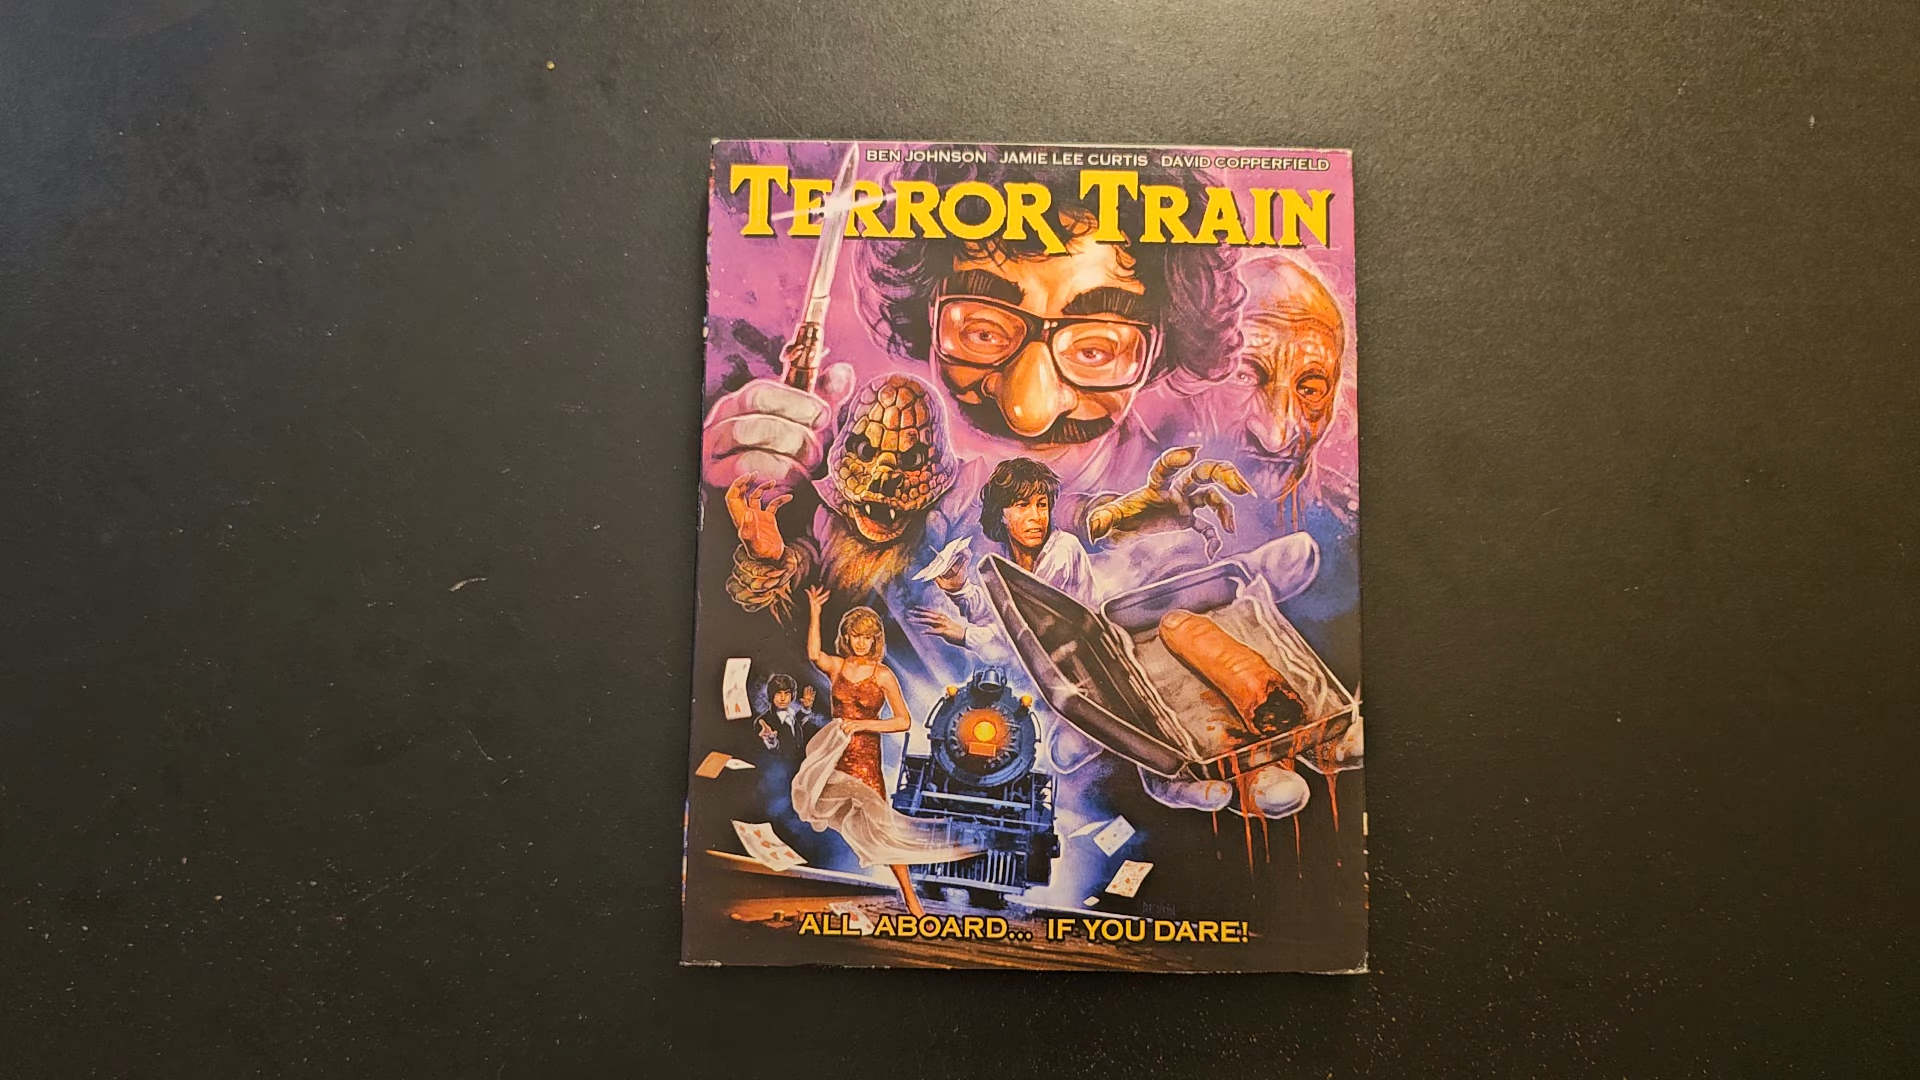 BEN JOHNSON JAMIE LEE CURTIS DAVID COPPERFIELD
TERROR TRAIN
ALL ABOARD... IF YOU DARE!